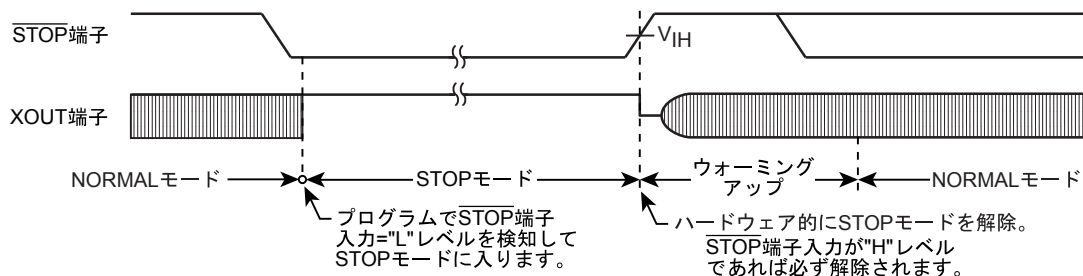 STOP端子
VIH
XOUT端子
NORMALモード
STOPモード
ウォーミング
アップ
NORMALモード
プログラムでSTOP端子
入力="L"レベルを検知して
STOPモードに入ります。
ハードウェア的にSTOPモードを解除。
STOP端子入力が"H"レベル
であれば必ず解除されます。